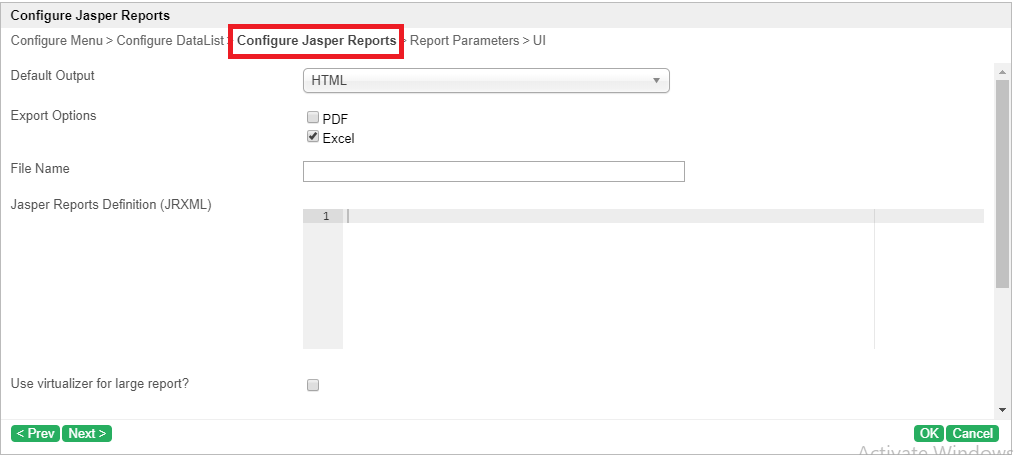 Configure Jasper Reports
Configure Menu > Configure DataList > Configure Jasper Reports > Report Parameters > UI
Default Output
HTML
Export Options
PDF
Excel
File Name
Jasper Reports Definition (JRXML)
1
Use virtualizer for large report?
< Prev Next > OK Cancel
Activate Windows